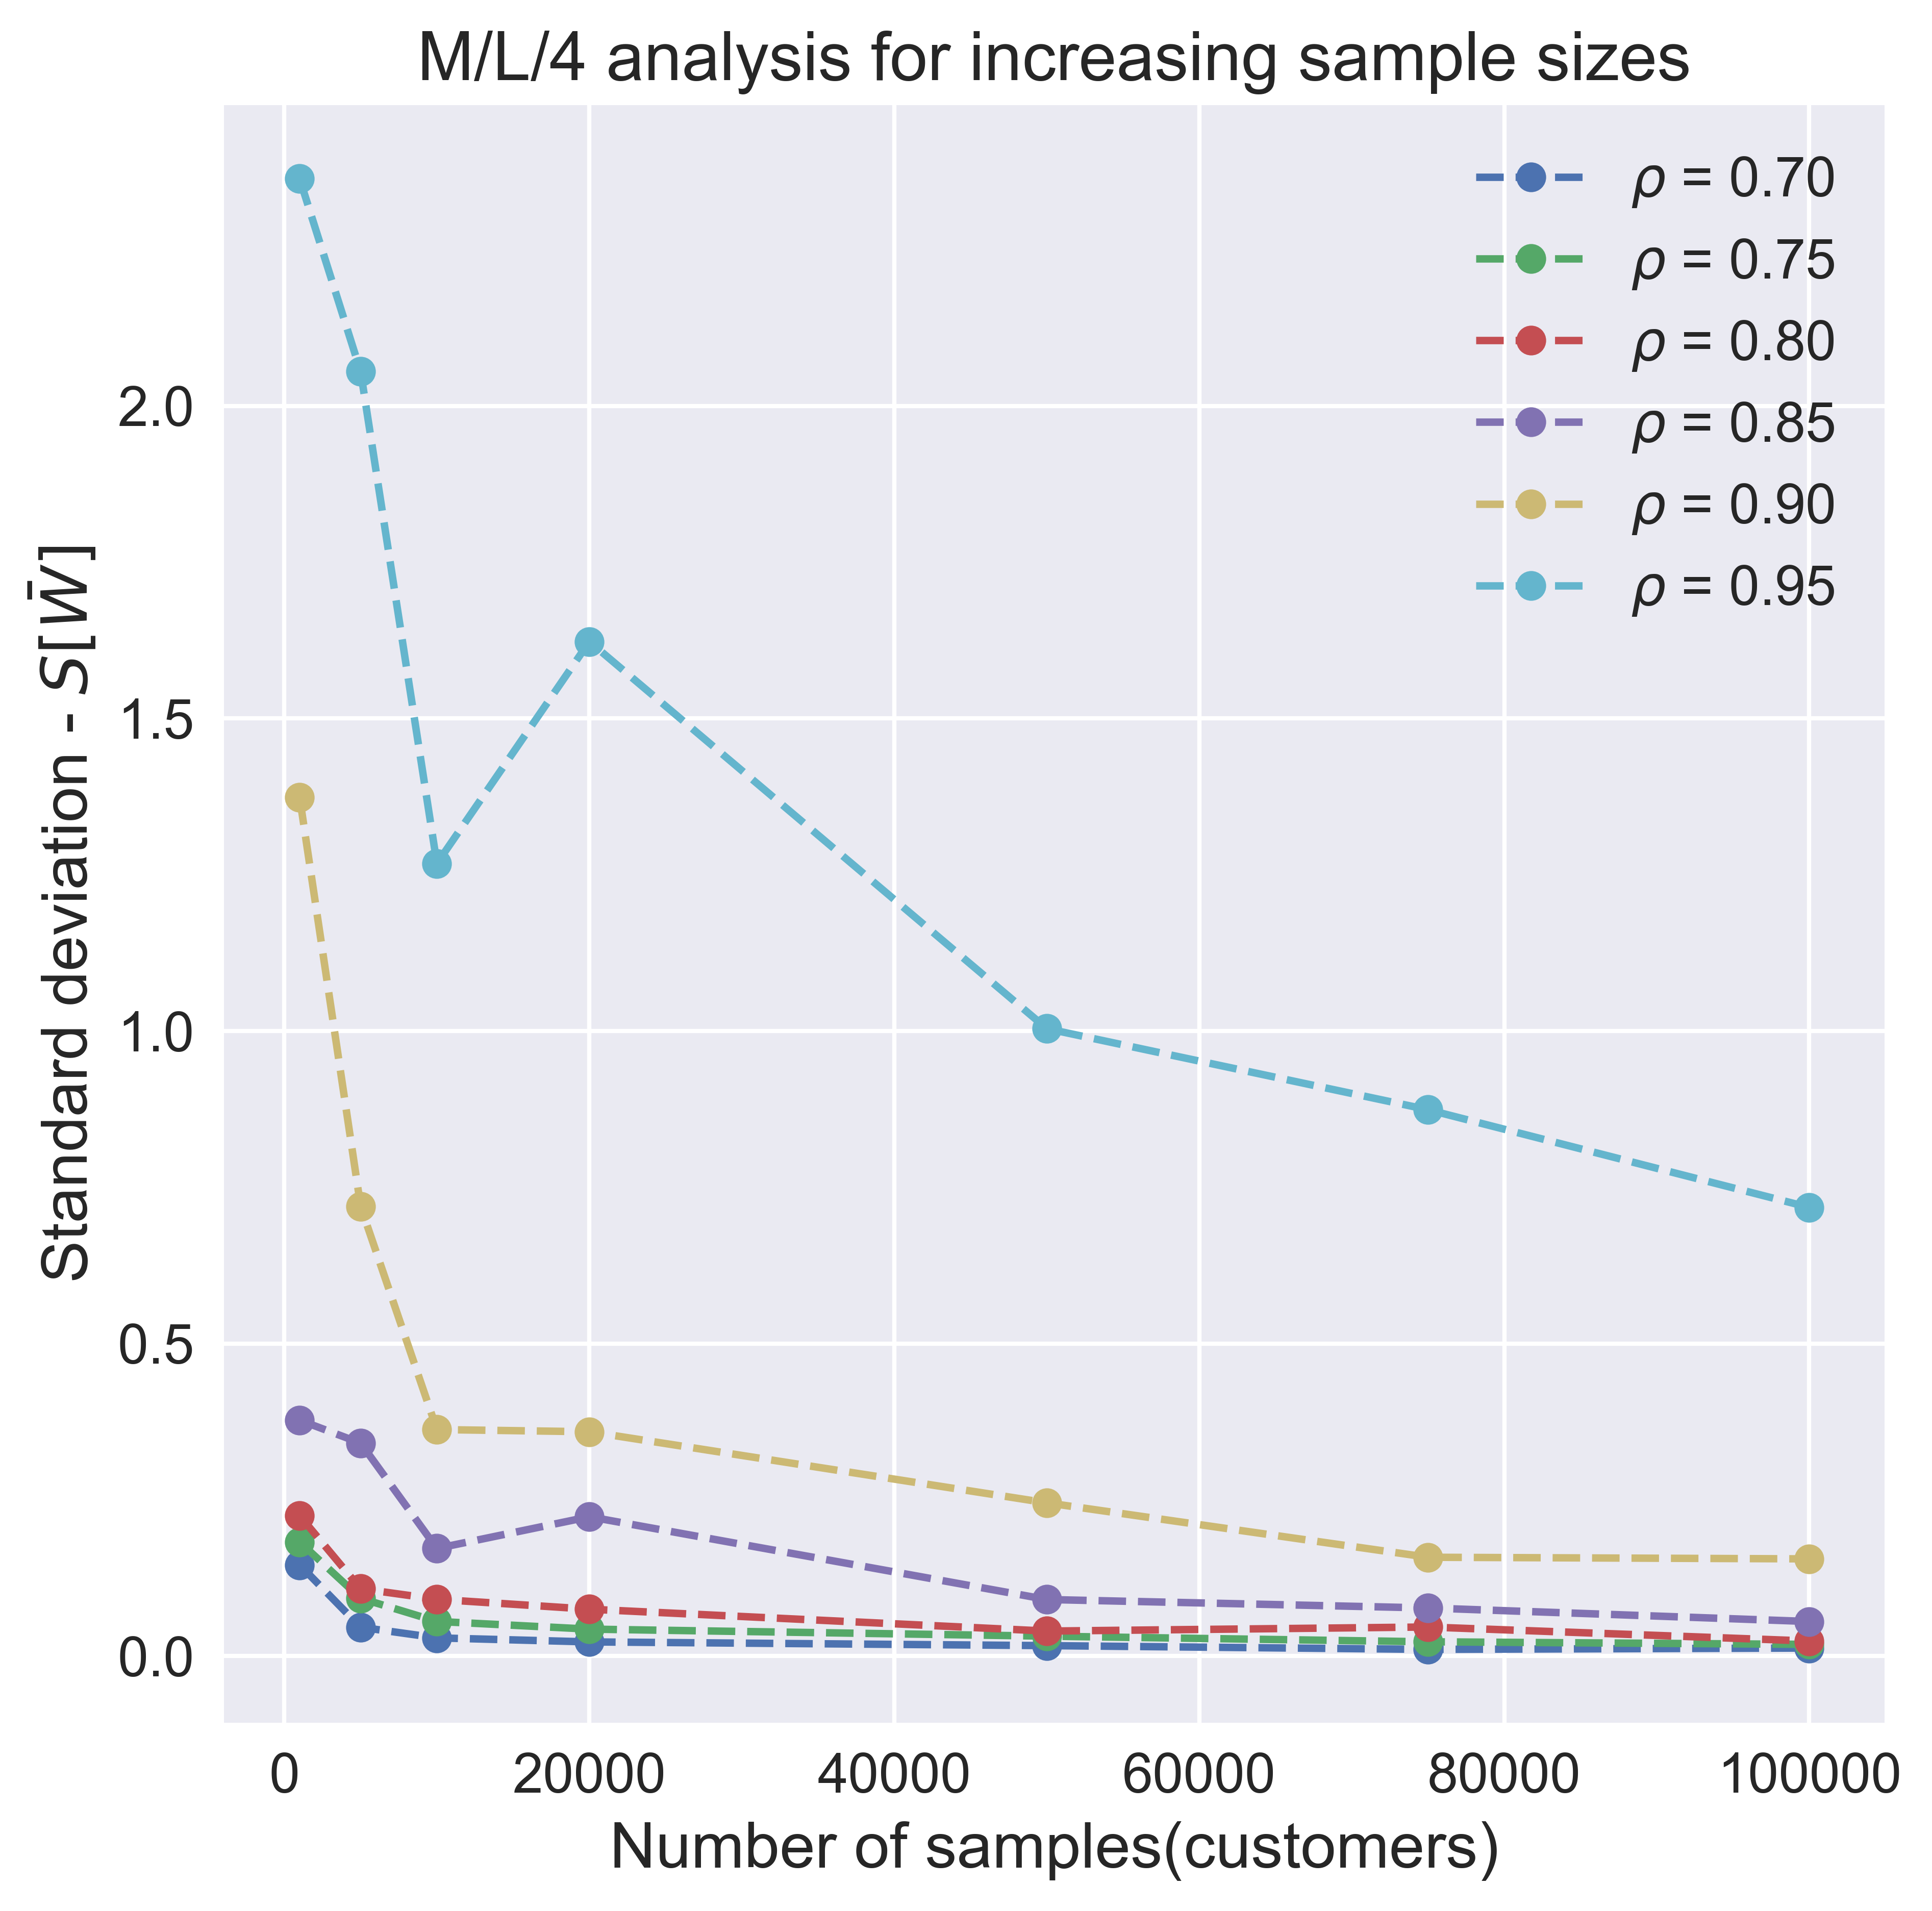 M/L/4 analysis for increasing sample sizes
ρ = 0.70
ρ = 0.75
ρ = 0.80
ρ = 0.85
ρ = 0.90
ρ = 0.95
Standard deviation - S[W̄]
2.0
1.5
1.0
0.5
0.0
0 20000 40000 60000 80000 100000
Number of samples(customers)